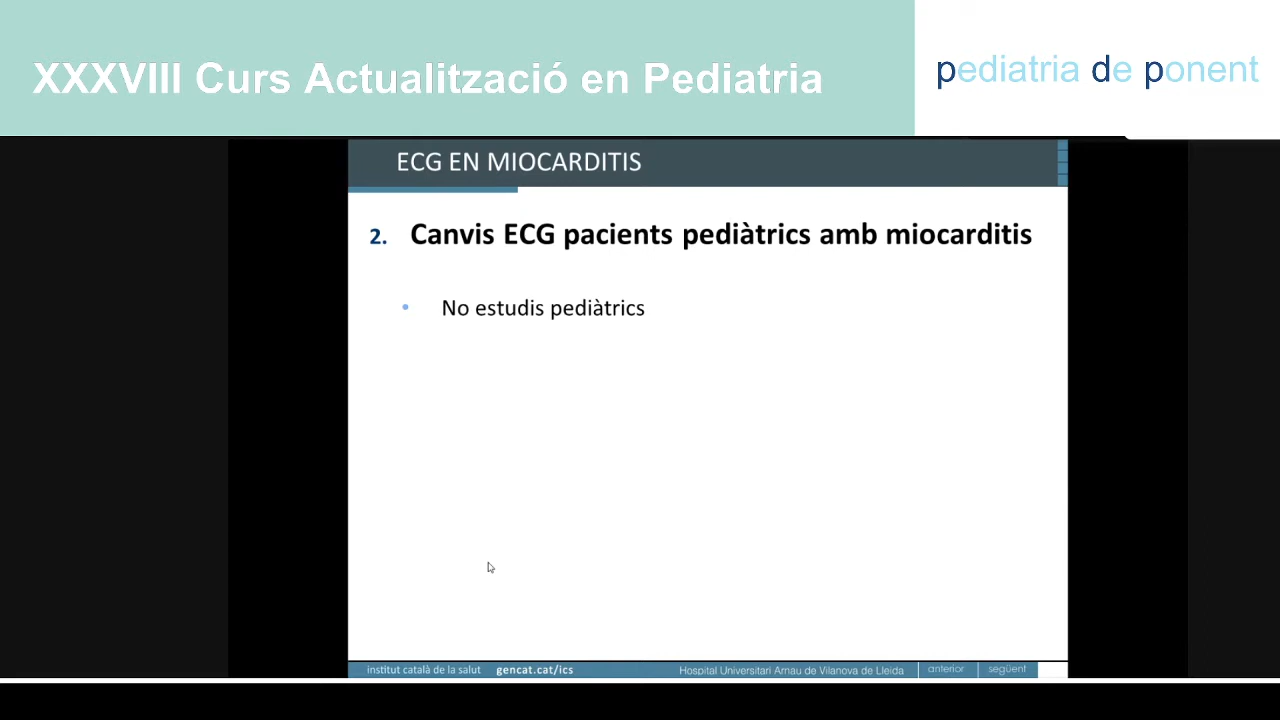 XXXVIII Curs Actualització en Pediatria
pediatria de ponent
ECG EN MIOCARDITIS
2. Canvis ECG pacients pediàtrics amb miocarditis
• No estudis pediàtrics
institut català de la salut gencat.cat/ics Hospital Universitari Arnau de Vilanova de Lleida anterior següent